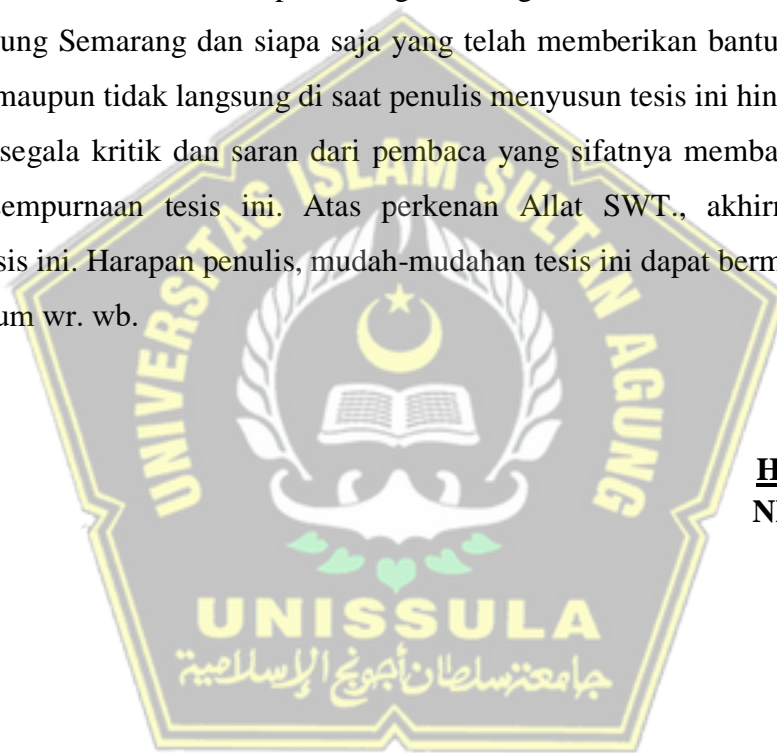 ung Semarang dan siapa saja yang telah memberikan bantu
maupun tidak langsung di saat penulis menyusun tesis ini hin
segala kritik dan saran dari pembaca yang sifatnya memba
empurnaan tesis ini. Atas perkenan Allat SWT., akhir
sis ini. Harapan penulis, mudah-mudahan tesis ini dapat berm
um wr. wb.
UNIVERSITAS ISLAM SULTAN AGUNG
H
N
UNISSULA
جامعة سلطان أجونج الإسلامية